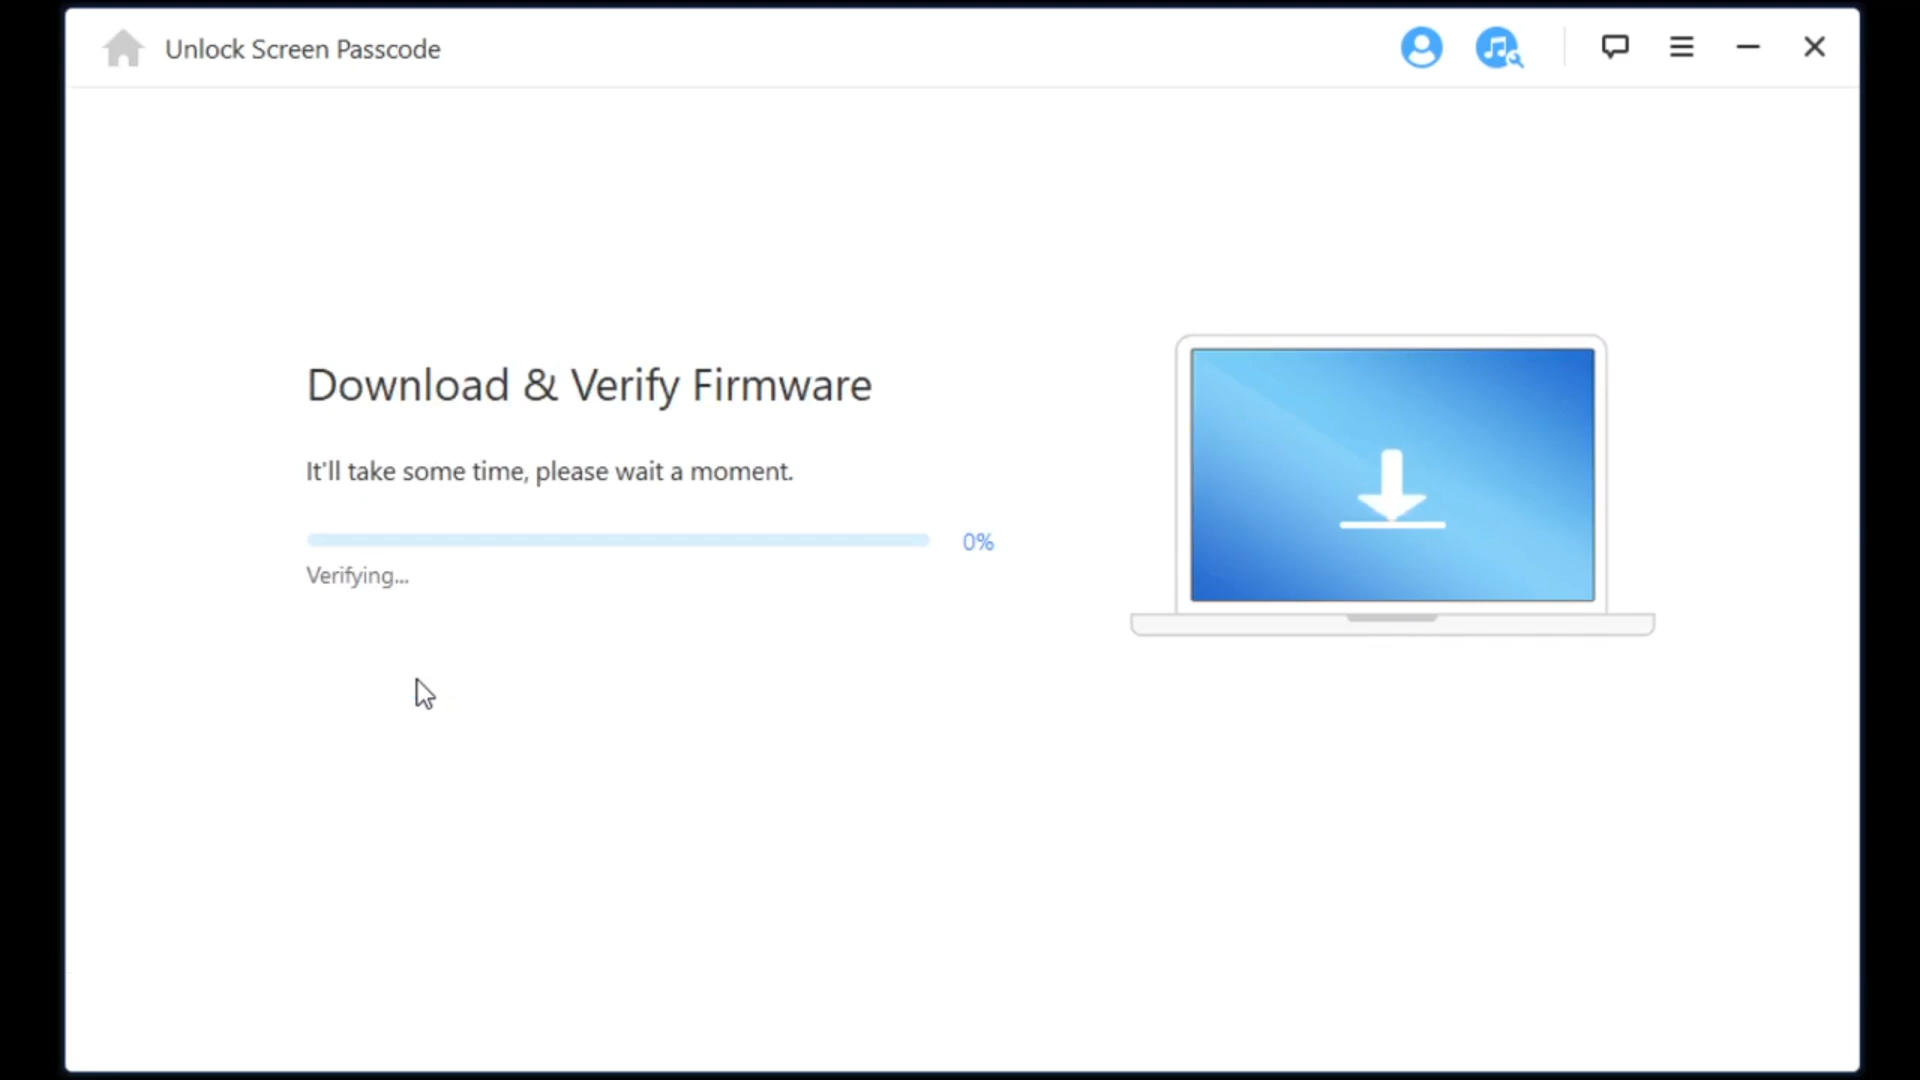 Unlock Screen Passcode
Download & Verify Firmware
It'll take some time, please wait a moment.
0%
Verifying...